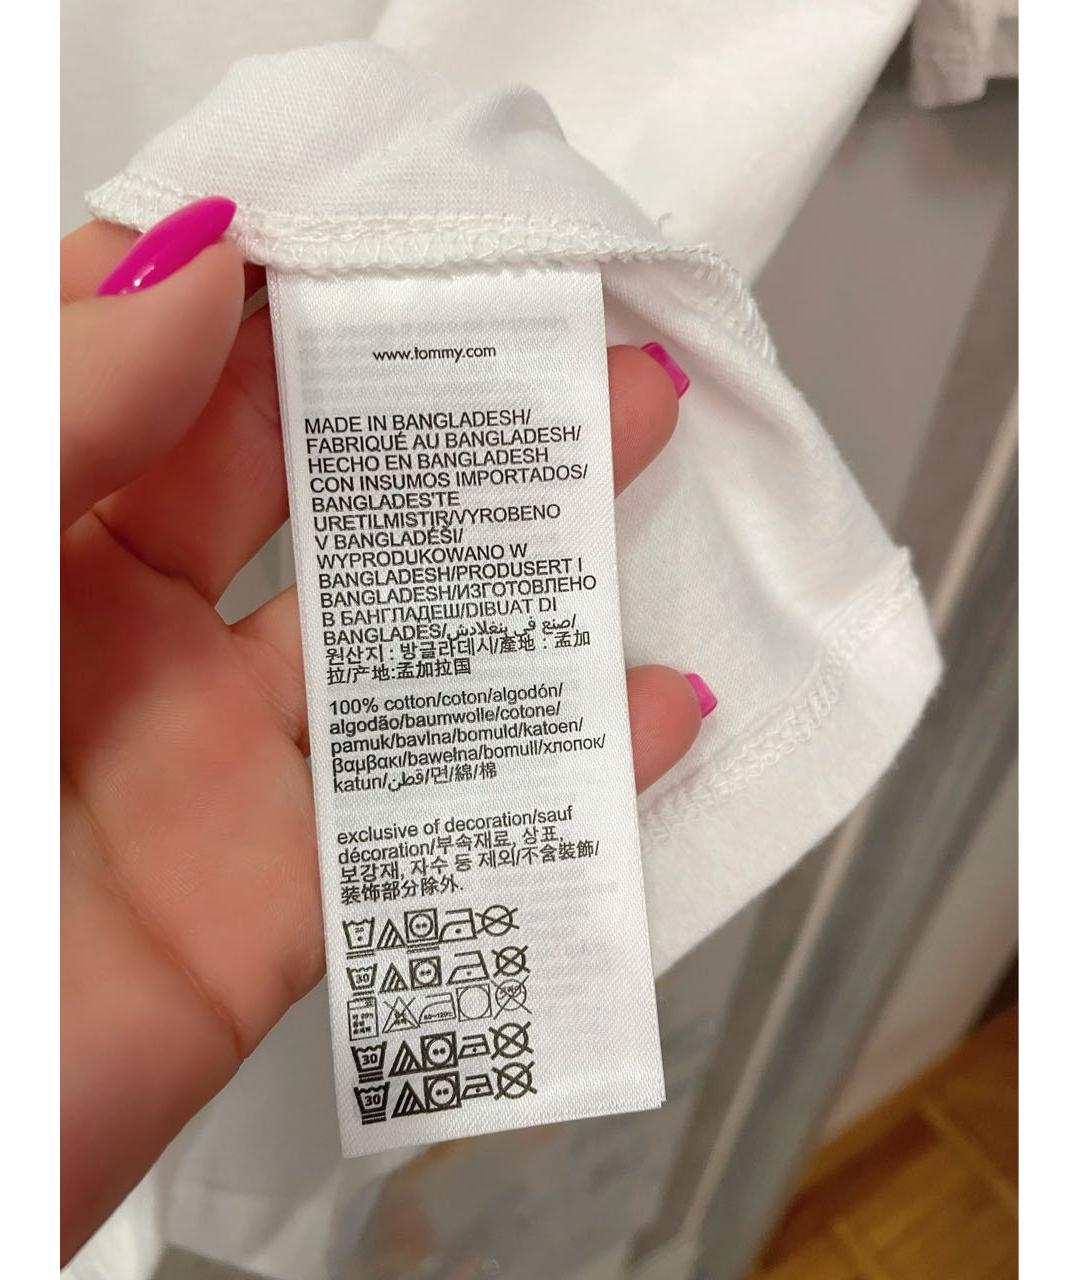 www.tommy.com
MADE IN BANGLADESH/
FABRIQUÉ AU BANGLADESH/
HECHO EN BANGLADESH
CON INSUMOS IMPORTADOS/
BANGLADES'TE
URETILMISTIR/VYROBENO
V BANGLADÉŠI/
WYPRODUKOWANO W
BANGLADESH/PRODUSERT I
BANGLADESH/ИЗГОТОВЛЕНО
В БАНГЛАДЕШ/DIBUAT DI
BANGLADES/صنع في بنغلادش/
원산지 : 방글라데시/產地 : 孟加
拉/产地:孟加拉国
100% cotton/coton/algodón/
algodão/baumwolle/cotone/
pamuk/bavlna/bomuld/katoen/
βαμβακι/bawełna/bomull/хлопок/
katun/قطن/면/綿/棉
exclusive of decoration/sauf
décoration/부속재료, 상표,
보강재, 자수 등 제외/不含裝飾/
装饰部分除外.
30
30
80~120℃
30
30